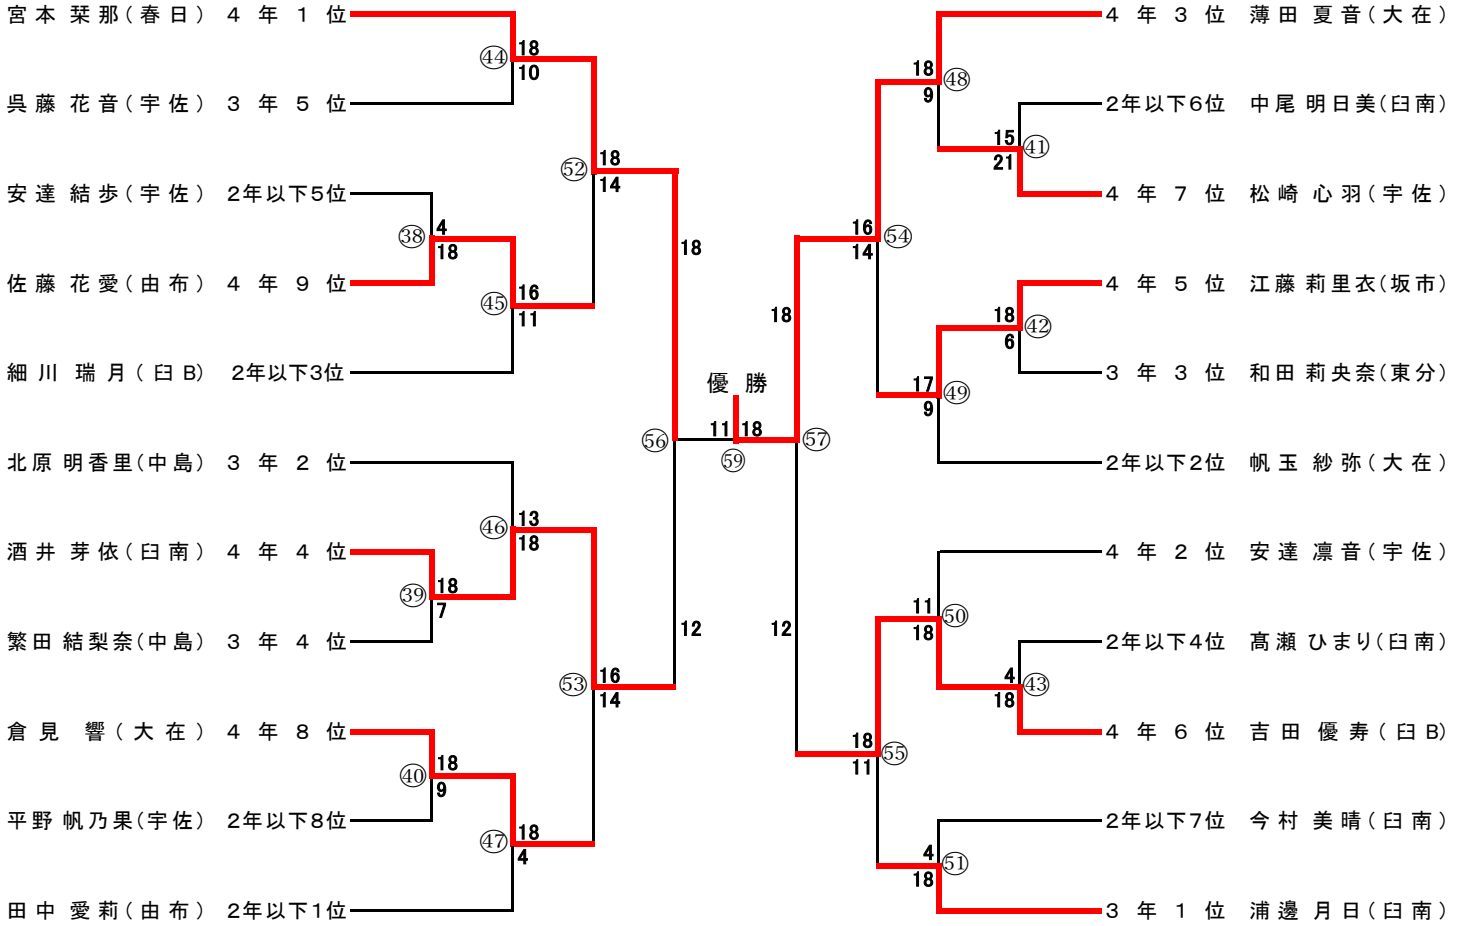 宮本 栞那(春日) 4年1位
呉藤 花音(宇佐) 3年5位
安達 結歩(宇佐) 2年以下5位
佐藤 花愛(由布) 4年9位
細川 瑞月(臼B) 2年以下3位
北原 明香里(中島) 3年2位
酒井 芽依(臼南) 4年4位
繁田 結梨奈(中島) 3年4位
倉見 響(大在) 4年8位
平野 帆乃果(宇佐) 2年以下8位
田中 愛莉(由布) 2年以下1位
㊹ 18
10
㊳ 4
18
㊺ 16
11
㊻ 13
18
㊴ 18
7
㊵ 18
9
㊼ 18
4
52 18
14
53 16
14
18
56
12
優勝
11 18
59
18
57
12
16 54
14
18 55
11
18 48
9
15 41
21
18 42
6
17 49
9
11 50
18
4 43
18
4 51
18
4年3位 薄田 夏音(大在)
2年以下6位 中尾 明日美(臼南)
4年7位 松崎 心羽(宇佐)
4年5位 江藤 莉里衣(坂市)
3年3位 和田 莉央奈(東分)
2年以下2位 帆玉 紗弥(大在)
4年2位 安達 凛音(宇佐)
2年以下4位 髙瀬 ひまり(臼南)
4年6位 吉田 優寿(臼B)
2年以下7位 今村 美晴(臼南)
3年1位 浦邊 月日(臼南)